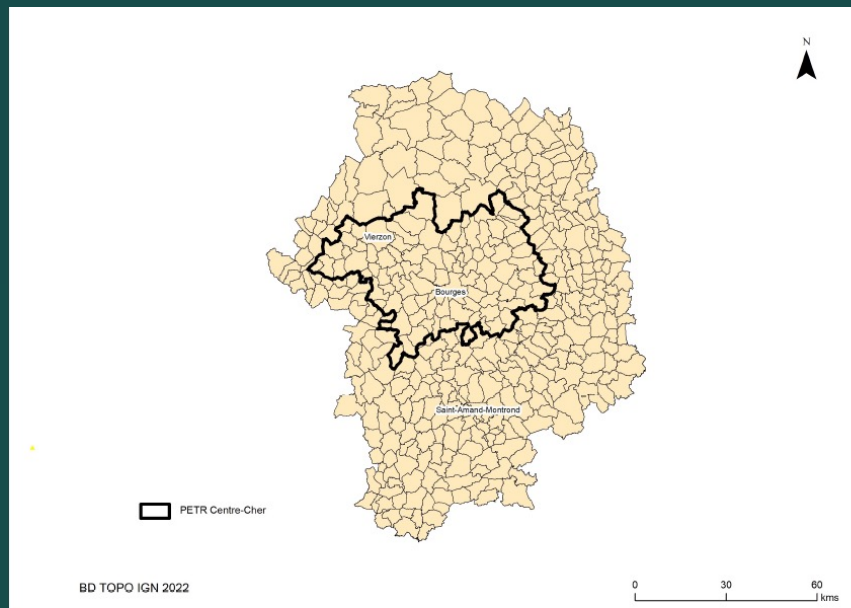 N
Vierzon
Bourges
Saint-Amand-Montrond
PETR Centre-Cher
BD TOPO IGN 2022
0 30 60
kms